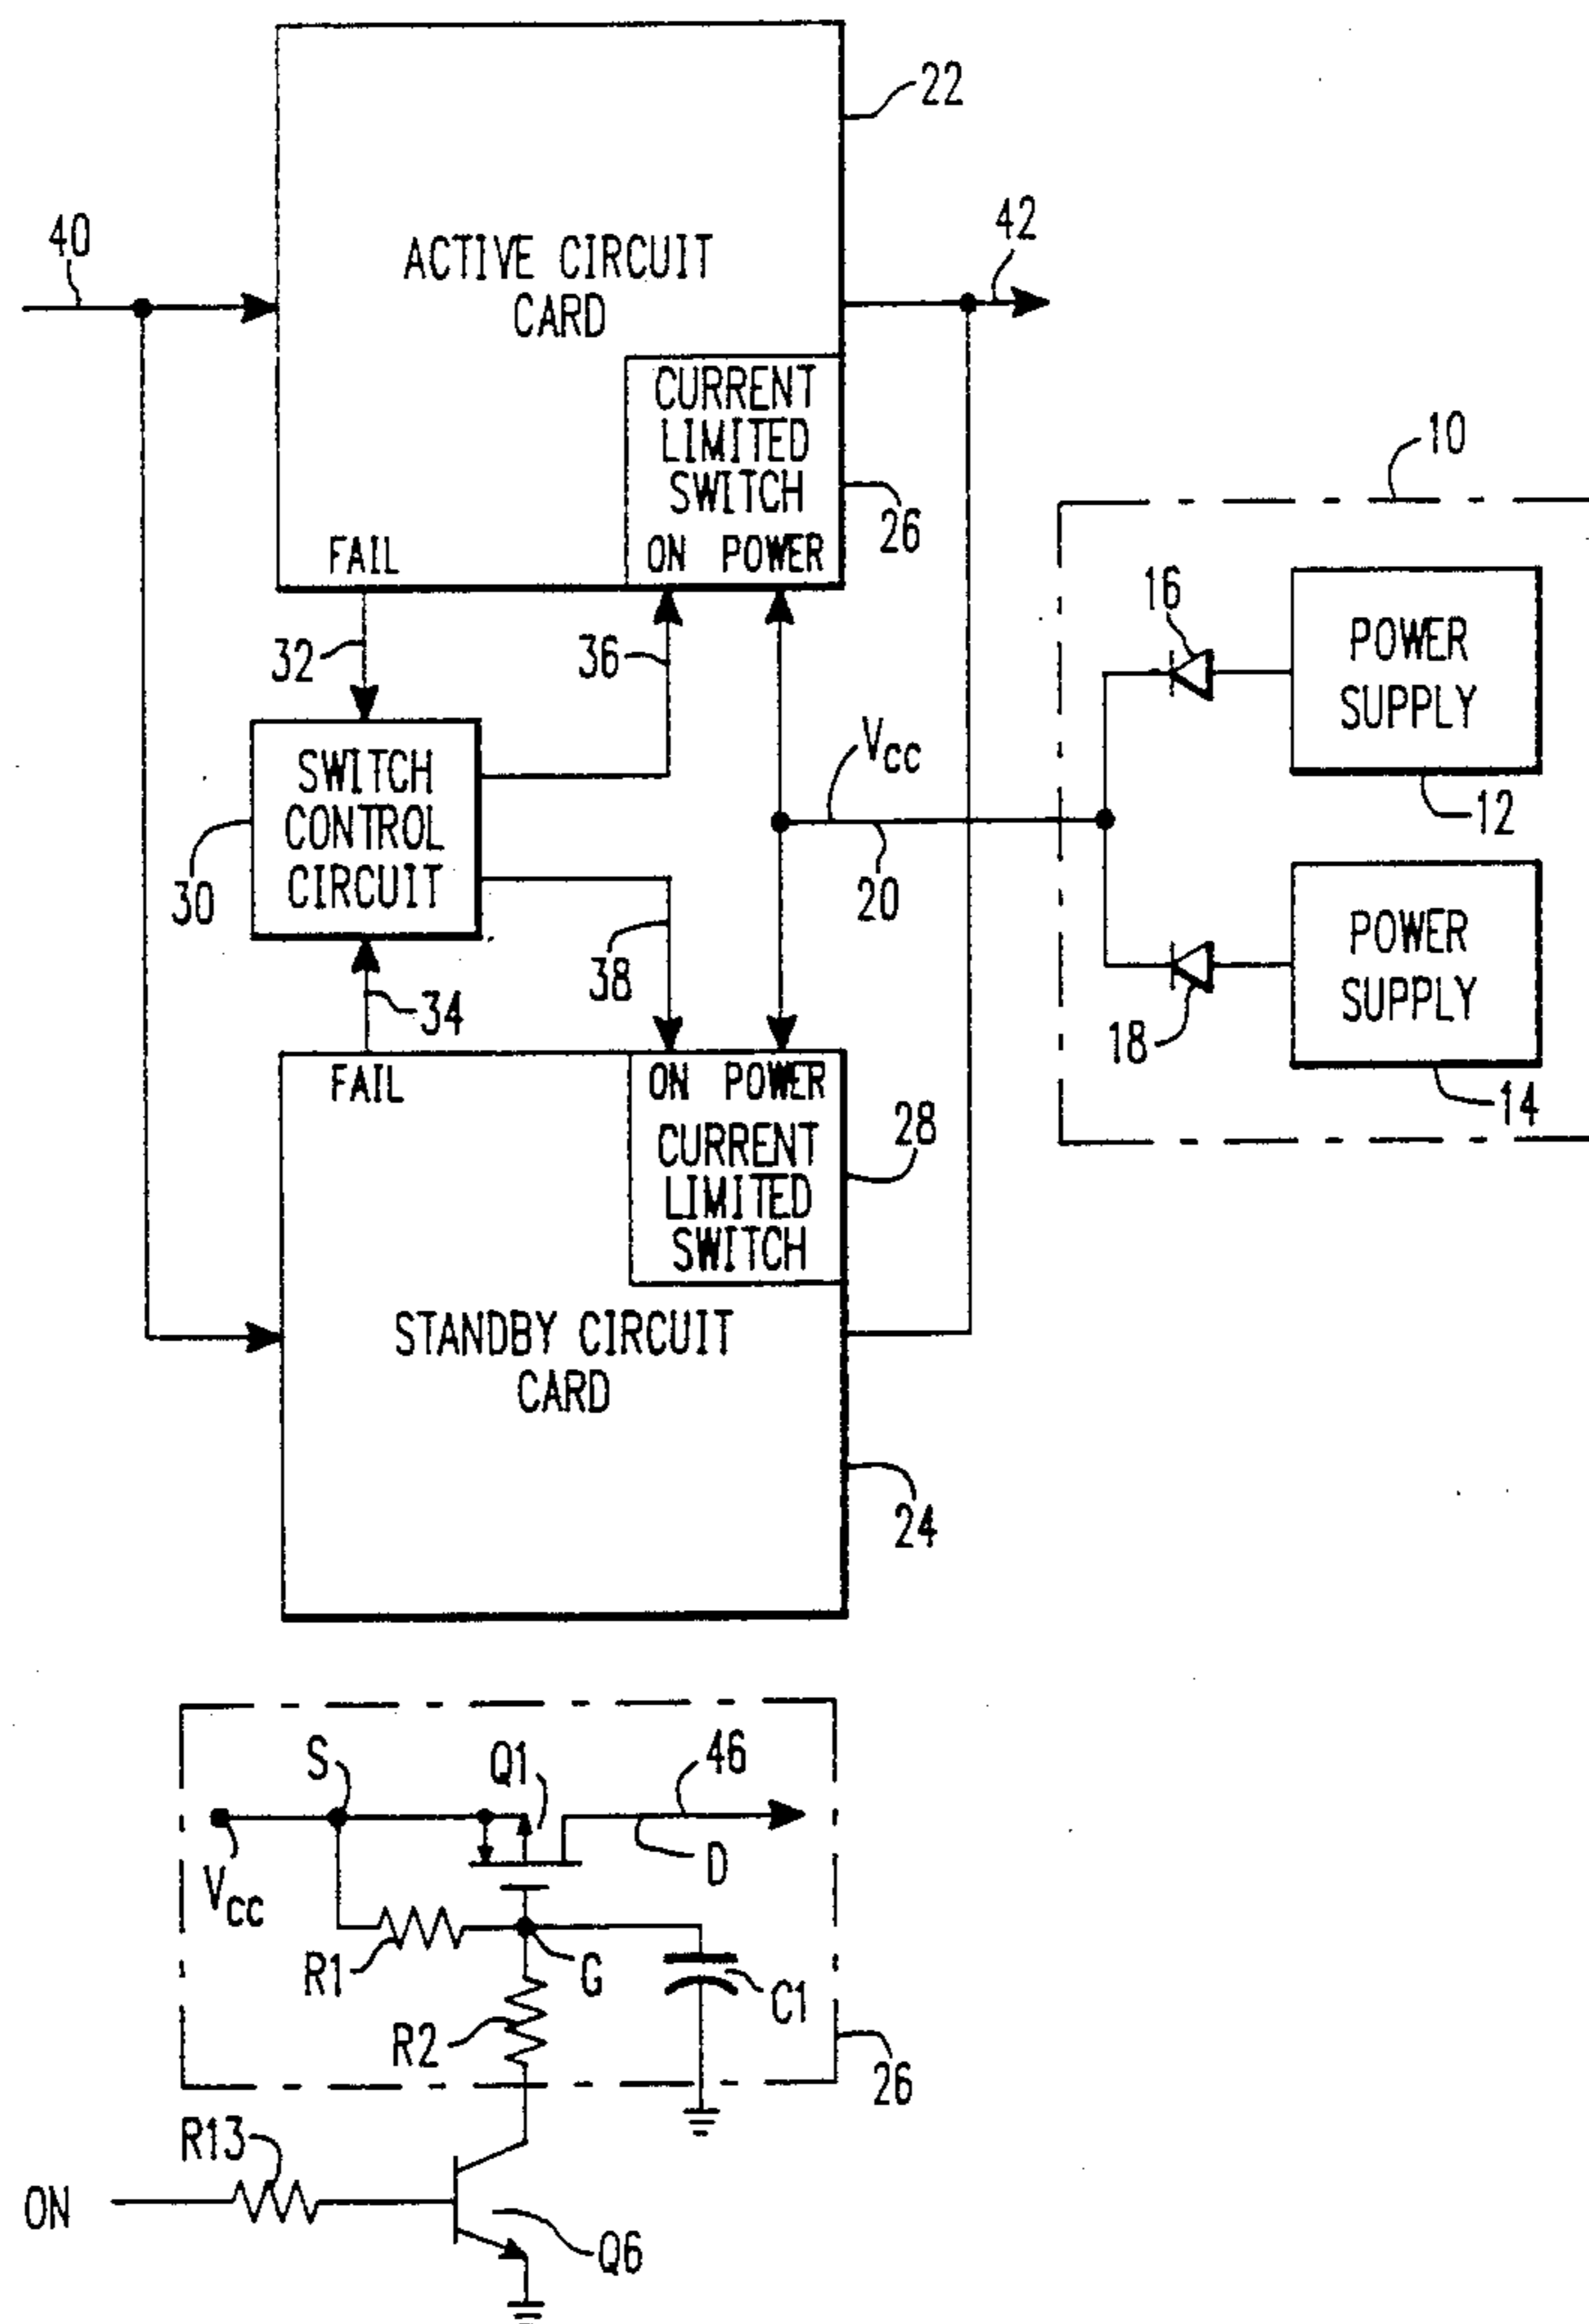 22
40
42
ACTIVE CIRCUIT
CARD
CURRENT
LIMITED
SWITCH
ON POWER
26
FAIL
10
16
POWER
SUPPLY
12
32
36
SWITCH
CONTROL
CIRCUIT
30
Vcc
20
38
34
18
POWER
SUPPLY
14
FAIL
ON POWER
CURRENT
LIMITED
SWITCH
28
STANDBY CIRCUIT
CARD
24
S
Q1
46
Vcc
D
R1
G
C1
R2
26
R13
ON
Q6